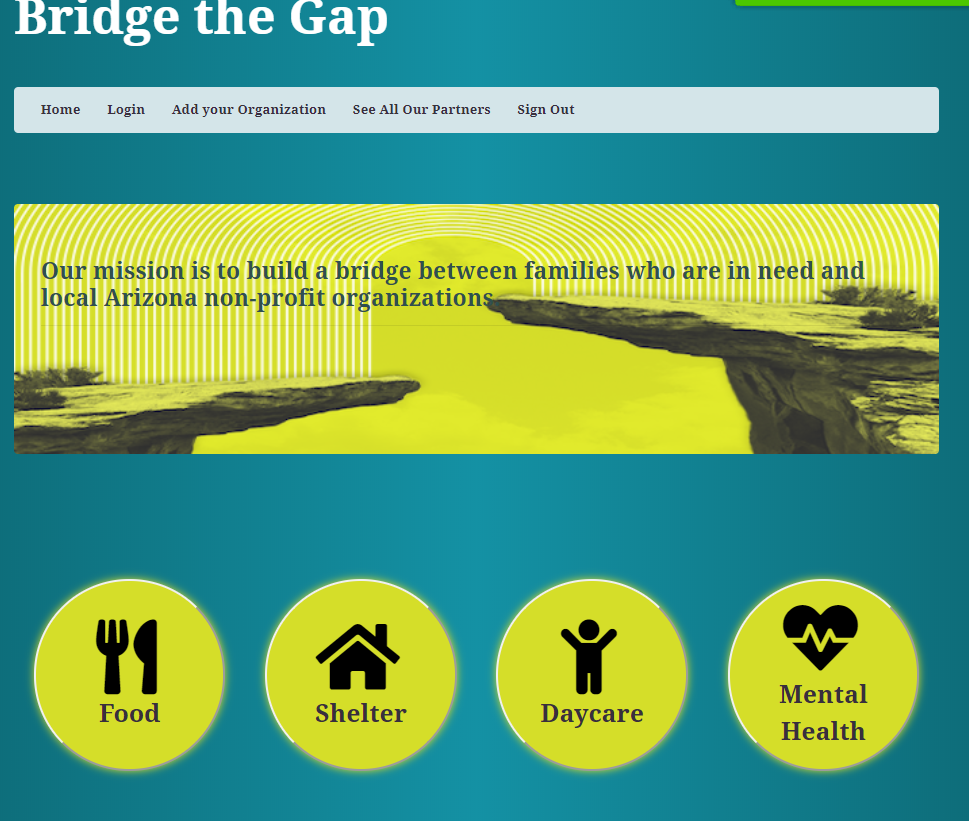 Bridge the Gap
Home Login Add your Organization See All Our Partners Sign Out
Our mission is to build a bridge between families who are in need and
local Arizona non-profit organizations.
Food
Shelter
Daycare
Mental
Health